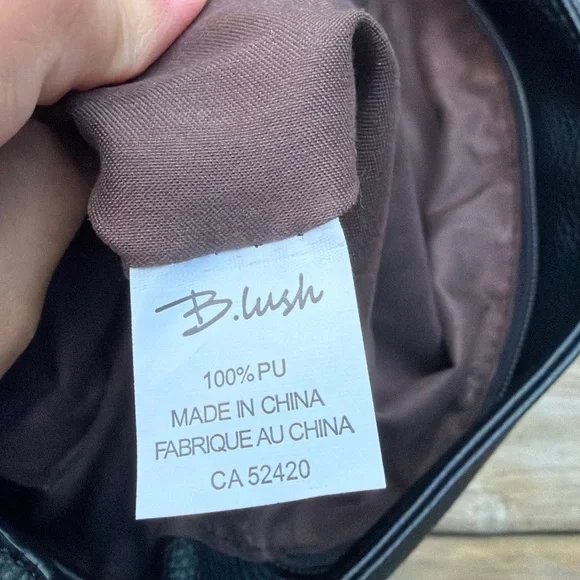 B.lush
100% PU
MADE IN CHINA
FABRIQUE AU CHINA
CA 52420